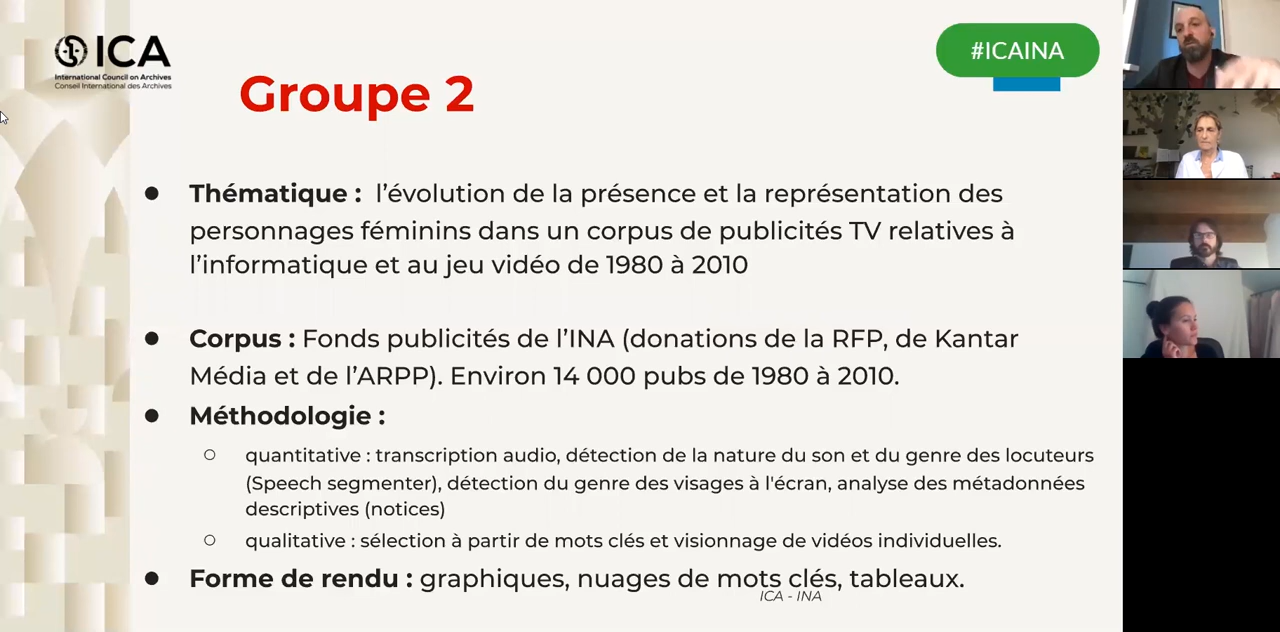 ICA
International Council on Archives
Conseil International des Archives
#ICAINA
Groupe 2
● Thématique : l'évolution de la présence et la représentation des
personnages féminins dans un corpus de publicités TV relatives à
l'informatique et au jeu vidéo de 1980 à 2010
● Corpus : Fonds publicités de l'INA (donations de la RFP, de Kantar
Média et de l'ARPP). Environ 14 000 pubs de 1980 à 2010.
● Méthodologie :
○ quantitative : transcription audio, détection de la nature du son et du genre des locuteurs
(Speech segmenter), détection du genre des visages à l'écran, analyse des métadonnées
descriptives (notices)
○ qualitative : sélection à partir de mots clés et visionnage de vidéos individuelles.
● Forme de rendu : graphiques, nuages de mots clés, tableaux.
ICA - INA